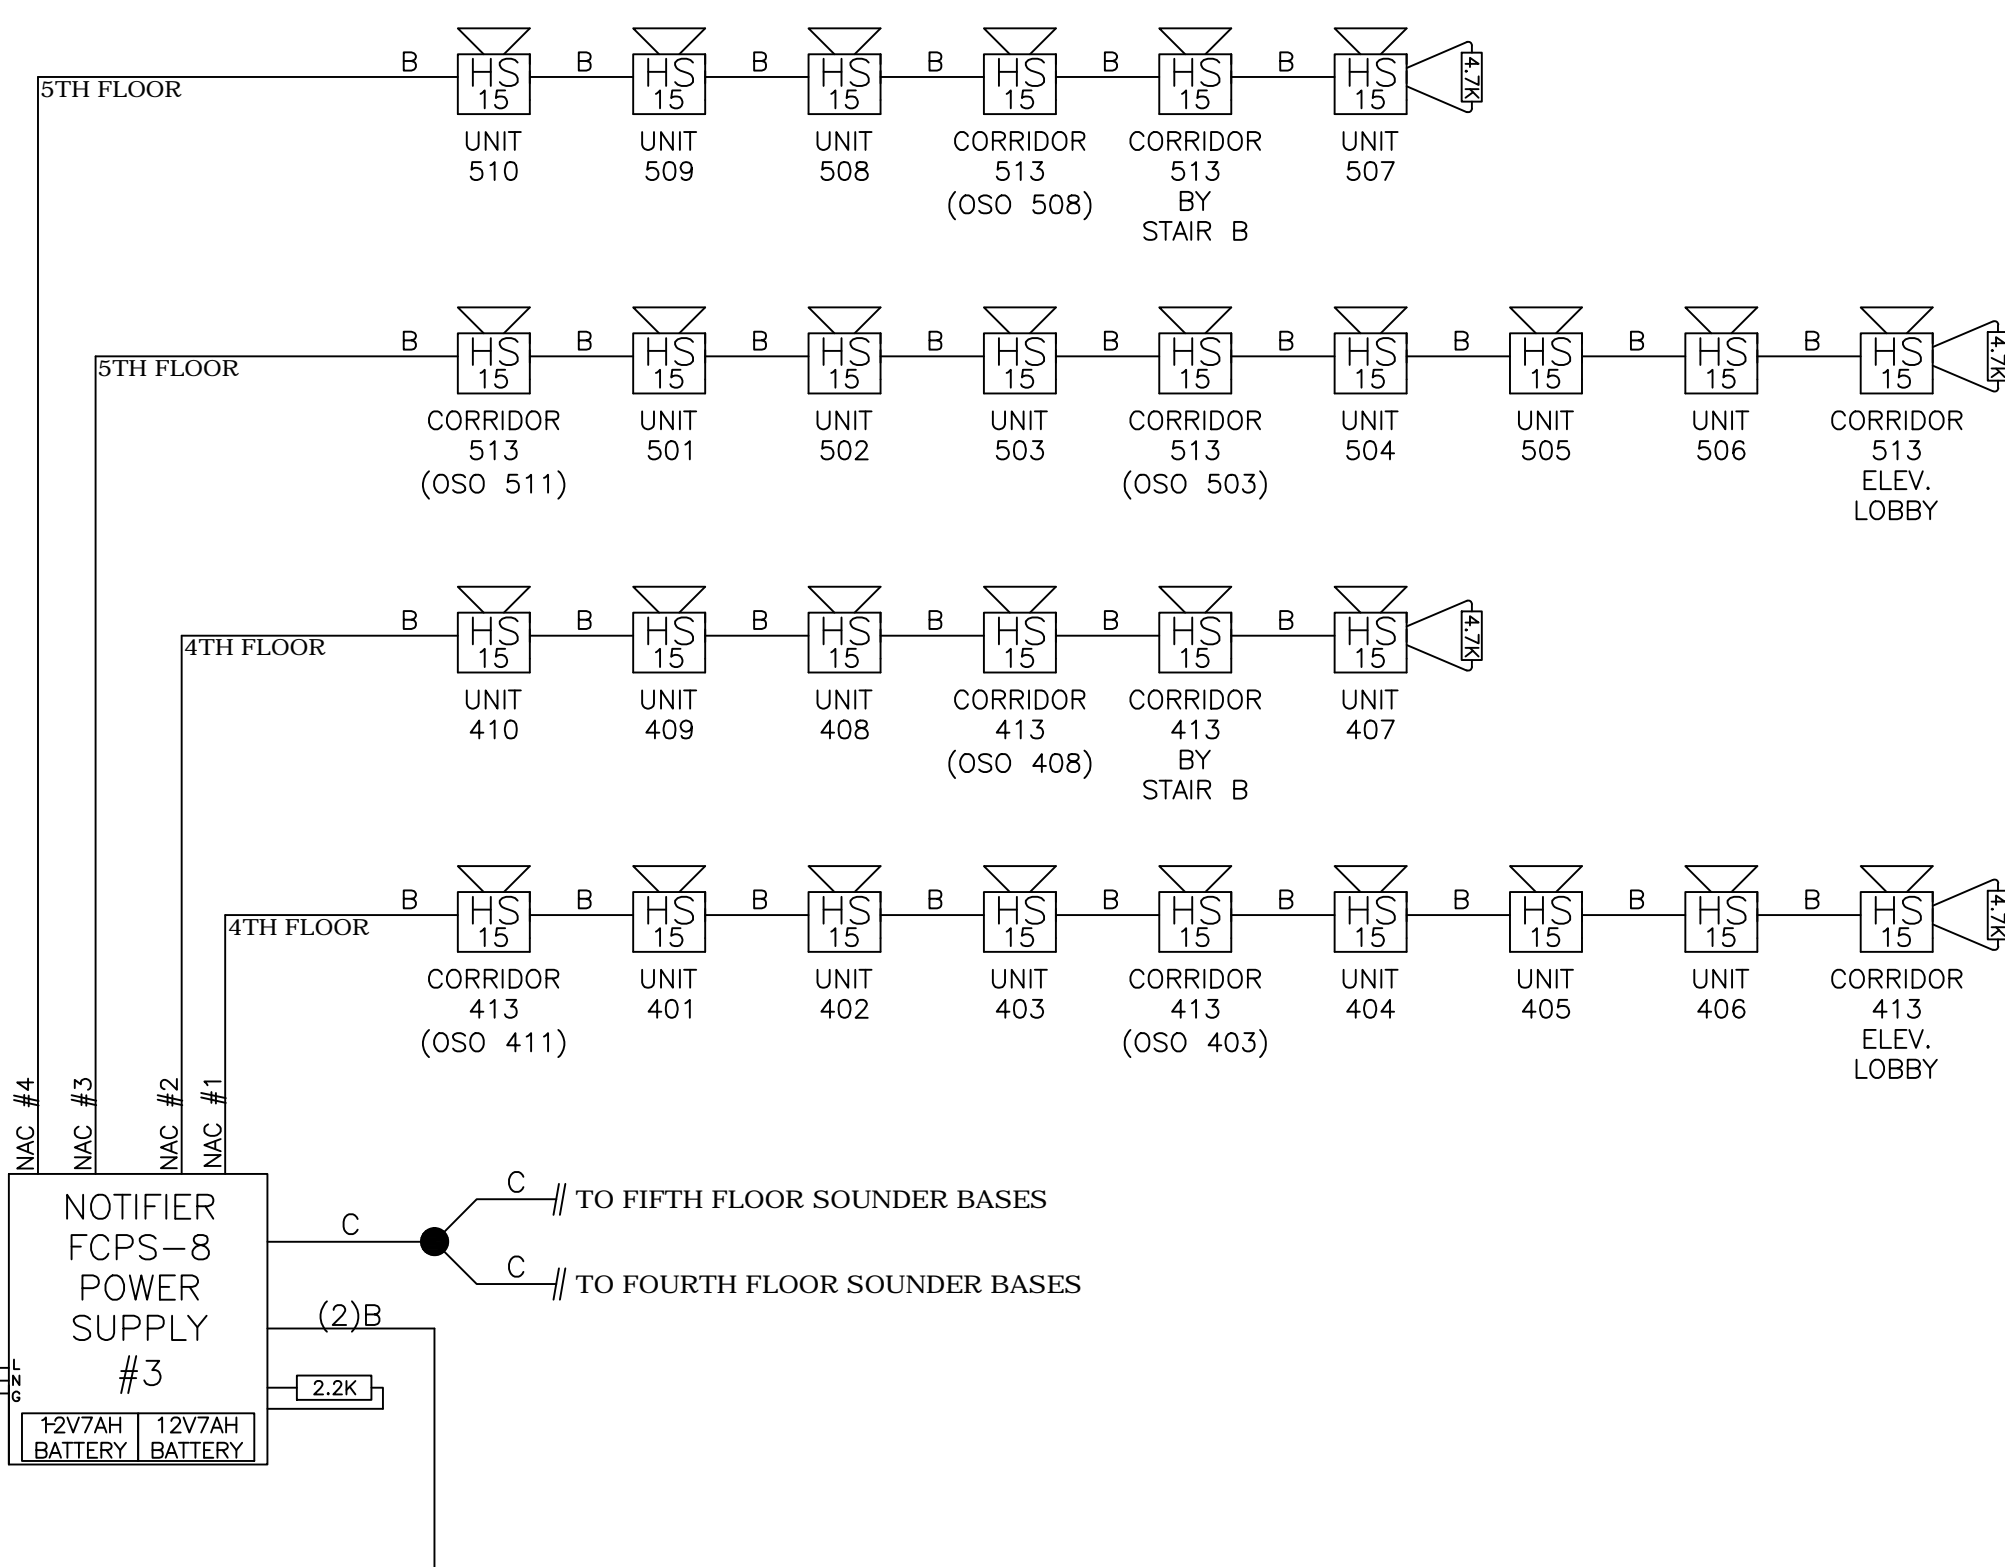 B B B B B B
5TH FLOOR
HS HS HS HS HS HS
15 15 15 15 15 15
4.7K
UNIT UNIT UNIT CORRIDOR CORRIDOR UNIT
510 509 508 513 513 507
(OSO 508) BY
STAIR B
B B B B B B B B B
5TH FLOOR
HS HS HS HS HS HS HS HS HS
15 15 15 15 15 15 15 15 15
4.7K
CORRIDOR UNIT UNIT UNIT CORRIDOR UNIT UNIT UNIT CORRIDOR
513 501 502 503 513 504 505 506 513
(OSO 511) (OSO 503) ELEV.
LOBBY
B B B B B B
4TH FLOOR
HS HS HS HS HS HS
15 15 15 15 15 15
4.7K
UNIT UNIT UNIT CORRIDOR CORRIDOR UNIT
410 409 408 413 413 407
(OSO 408) BY
STAIR B
B B B B B B B B B
4TH FLOOR
HS HS HS HS HS HS HS HS HS
15 15 15 15 15 15 15 15 15
4.7K
CORRIDOR UNIT UNIT UNIT CORRIDOR UNIT UNIT UNIT CORRIDOR
413 401 402 403 413 404 405 406 413
(OSO 411) (OSO 403) ELEV.
LOBBY
NAC #4
NAC #3
NAC #2
NAC #1
NOTIFIER
FCPS-8
POWER
SUPPLY
#3
L
N
G
12V7AH 12V7AH
BATTERY BATTERY
C
C
TO FIFTH FLOOR SOUNDER BASES
C
TO FOURTH FLOOR SOUNDER BASES
(2)B
2.2K